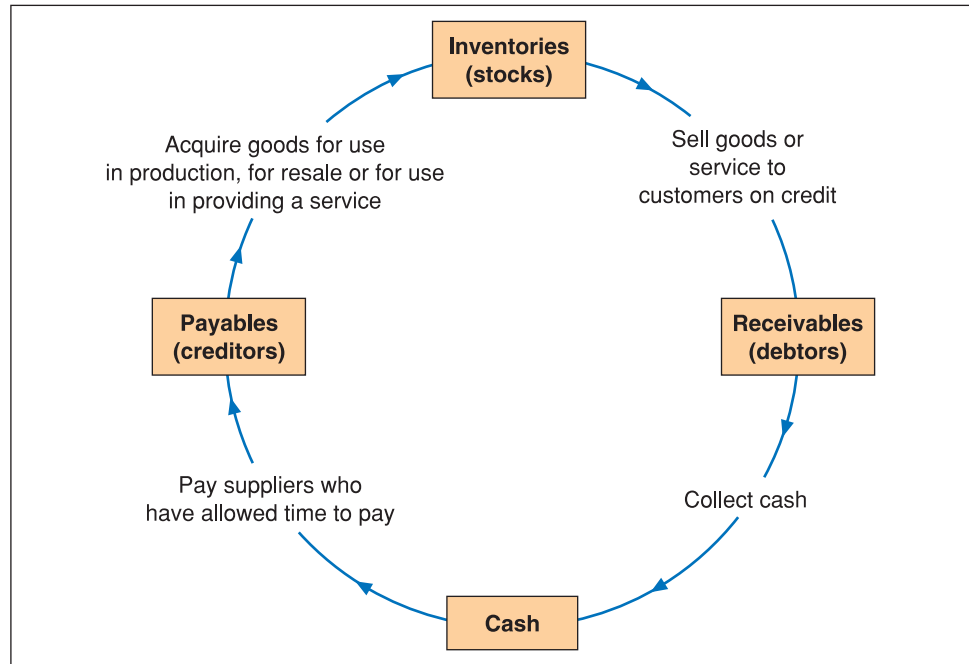 Inventories
(stocks)
Acquire goods for use
in production, for resale or for use
in providing a service
Sell goods or
service to
customers on credit
Payables
(creditors)
Receivables
(debtors)
Pay suppliers who
have allowed time to pay
Collect cash
Cash